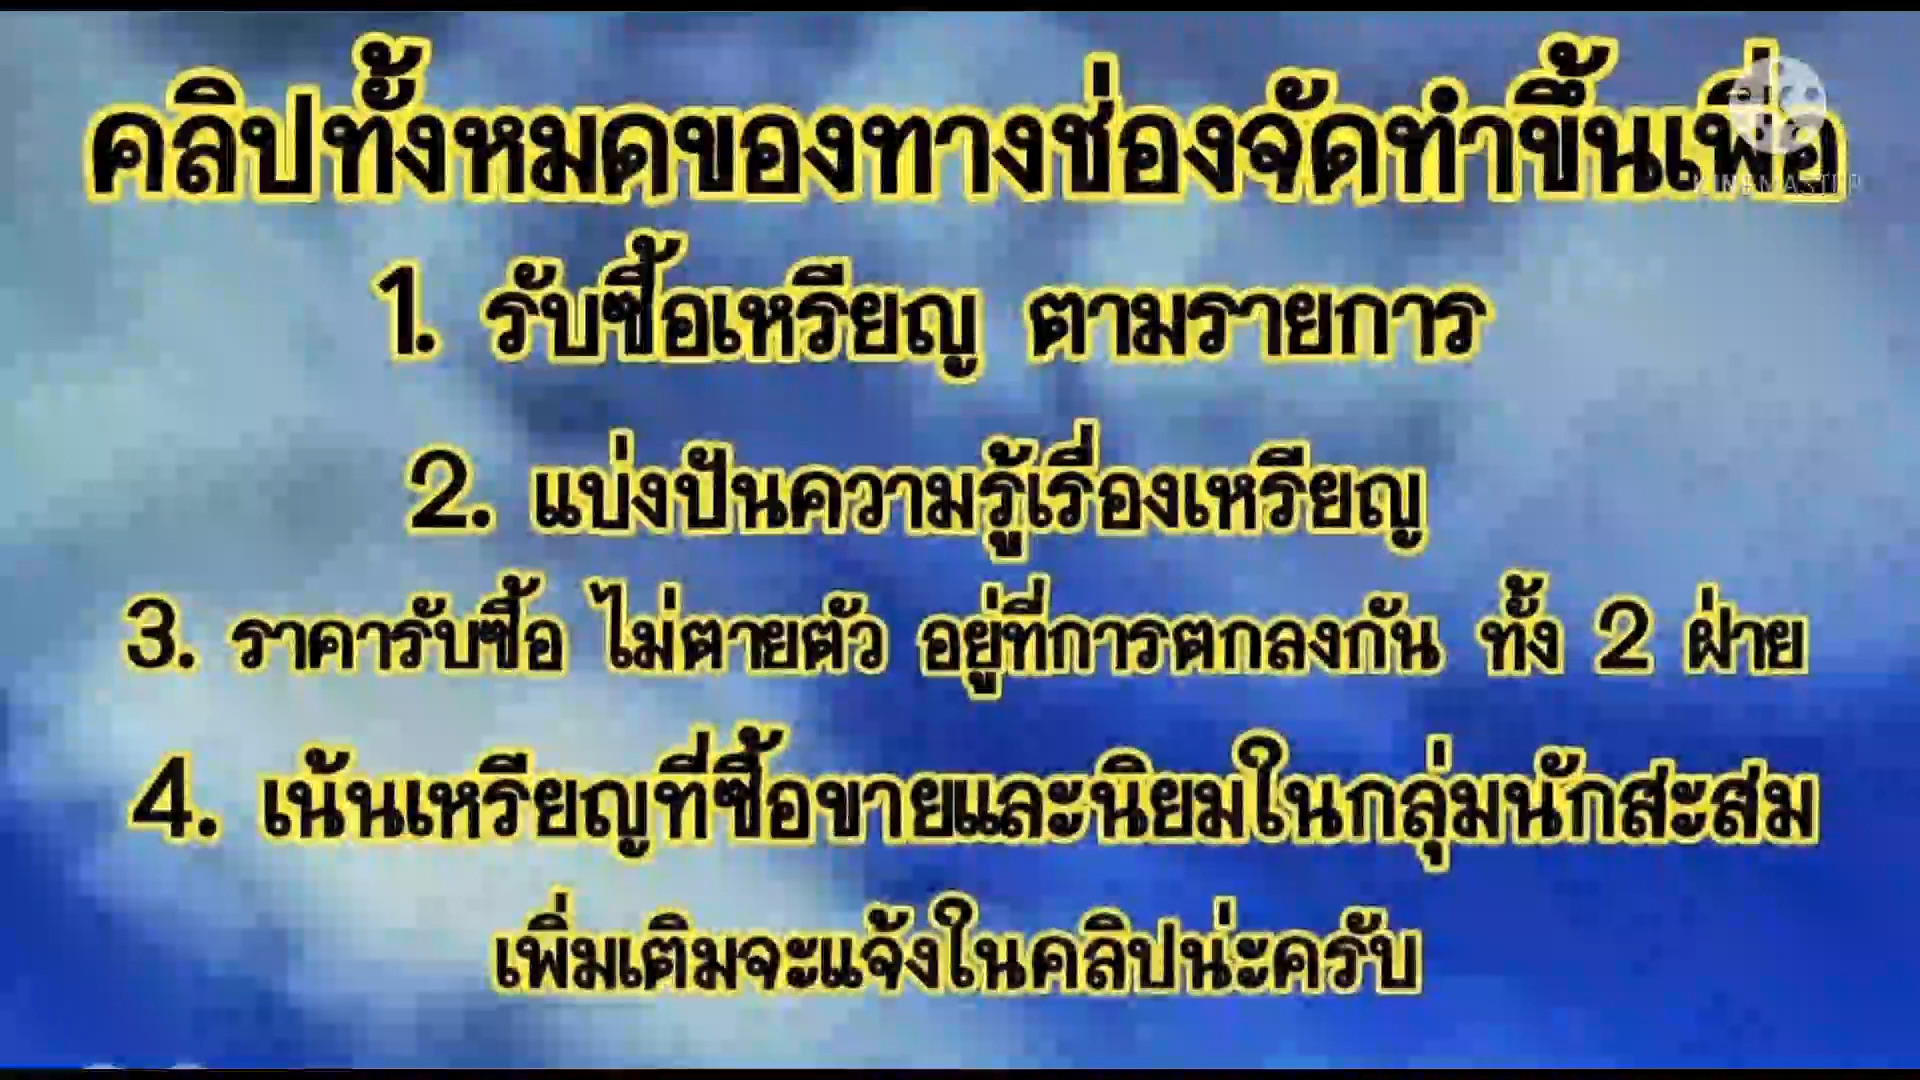 คลิปทั้งหมดของทางช่องจัดทำขึ้นเพื่อ
KINEMASTER
1. รับซื้อเหรียญ ตามรายการ
2. แบ่งปันความรู้เรื่องเหรียญ
3. ราคารับซื้อ ไม่ตายตัว อยู่ที่การตกลงกัน ทั้ง 2 ฝ่าย
4. เน้นเหรียญที่ซื้อขายและนิยมในกลุ่มนักสะสม
เพิ่มเติมจะแจ้งในคลิปน่ะครับ